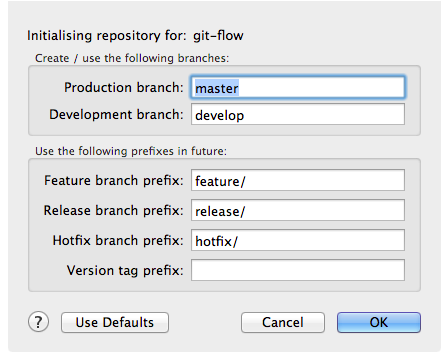 Initialising repository for: git-flow
Create / use the following branches:
Production branch: master
Development branch: develop
Use the following prefixes in future:
Feature branch prefix: feature/
Release branch prefix: release/
Hotfix branch prefix: hotfix/
Version tag prefix:
? Use Defaults Cancel OK